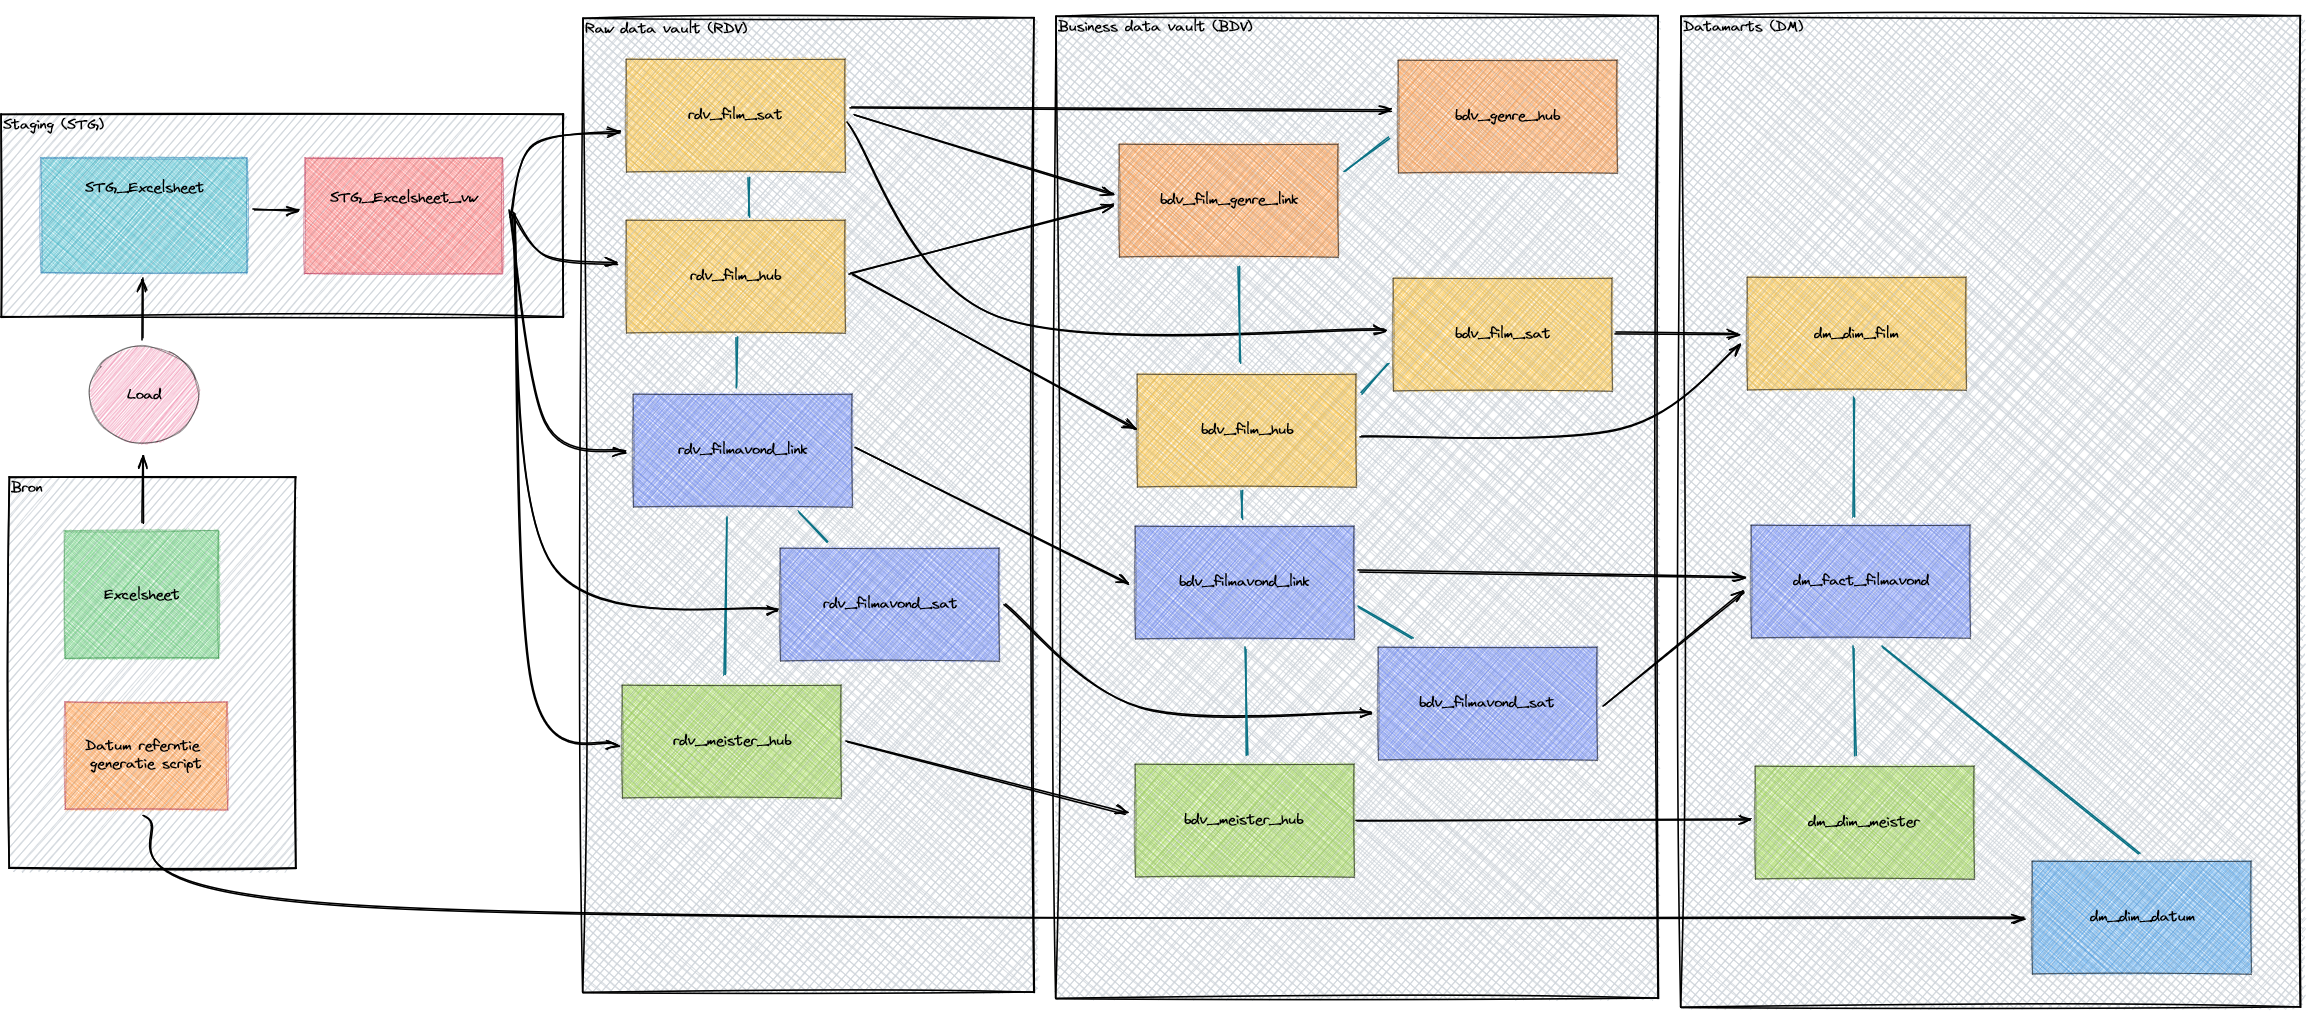 Staging (STG)
STG_Excelsheet
STG_Excelsheet_vw
Load
Bron
Excelsheet
Datum referntie
generatie script
Raw data vault (RDV)
rdv_film_sat
rdv_film_hub
rdv_filmavond_link
rdv_filmavond_sat
rdv_meister_hub
Business data vault (BDV)
bdv_genre_hub
bdv_film_genre_link
bdv_film_sat
bdv_film_hub
bdv_filmavond_link
bdv_filmavond_sat
bdv_meister_hub
Datamarts (DM)
dm_dim_film
dm_fact_filmavond
dm_dim_meister
dm_dim_datum